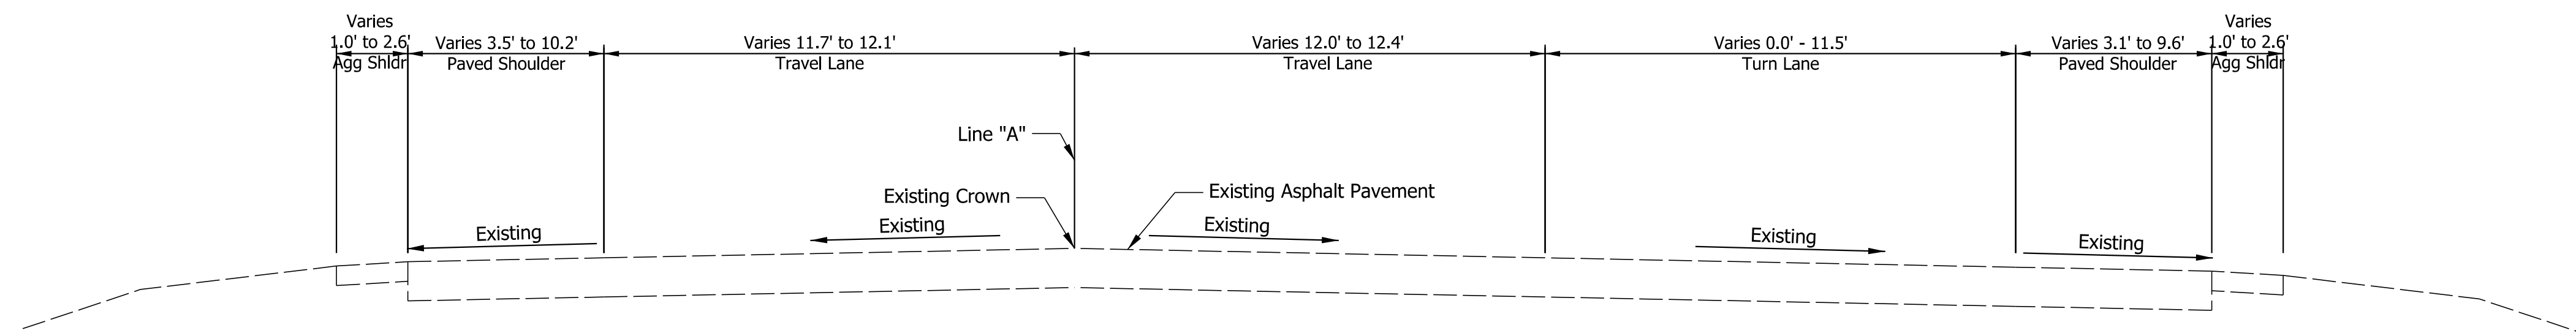 Varies
1.0' to 2.6'
Agg Shldr
Varies 3.5' to 10.2'
Paved Shoulder
Varies 11.7' to 12.1'
Travel Lane
Varies 12.0' to 12.4'
Travel Lane
Varies 0.0' - 11.5'
Turn Lane
Varies 3.1' to 9.6'
Paved Shoulder
Varies
1.0' to 2.6'
Agg Shldr
Line "A"
Existing Crown
Existing Asphalt Pavement
Existing
Existing
Existing
Existing
Existing